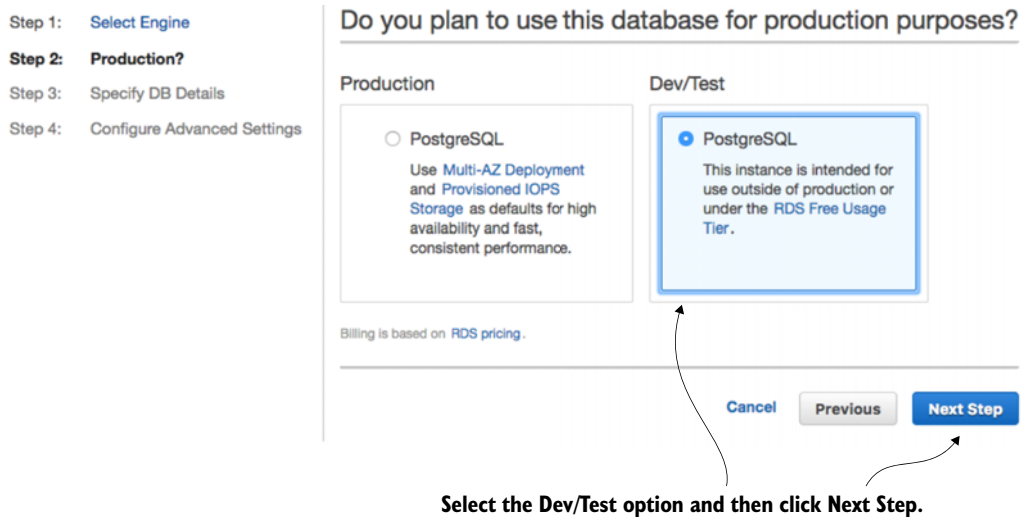 Step 1: Select Engine
Step 2: Production?
Step 3: Specify DB Details
Step 4: Configure Advanced Settings
Do you plan to use this database for production purposes?
Production
PostgreSQL
Use Multi-AZ Deployment
and Provisioned IOPS
Storage as defaults for high
availability and fast,
consistent performance.
Dev/Test
PostgreSQL
This instance is intended for
use outside of production or
under the RDS Free Usage
Tier.
Billing is based on RDS pricing.
Cancel
Previous
Next Step
Select the Dev/Test option and then click Next Step.